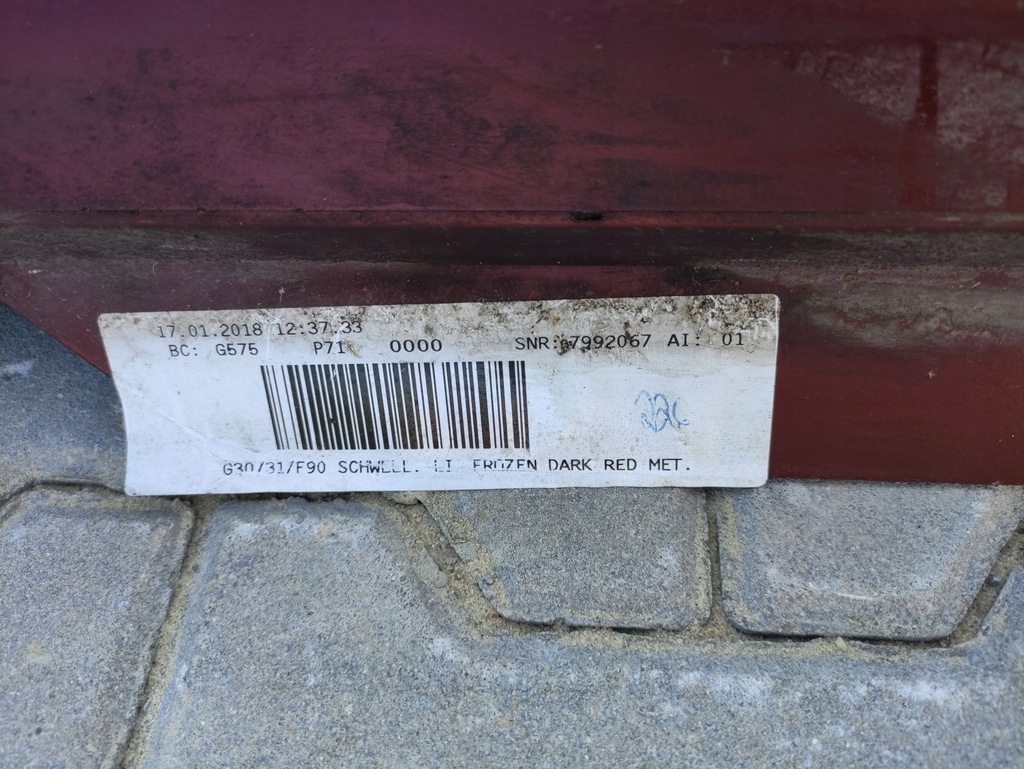 17.01.2018 12:37:33
BC: G575 P71 0000 SNR: 7992067 AI: 01
22k
G30/31/F90 SCHWELL. LI FROZEN DARK RED MET.